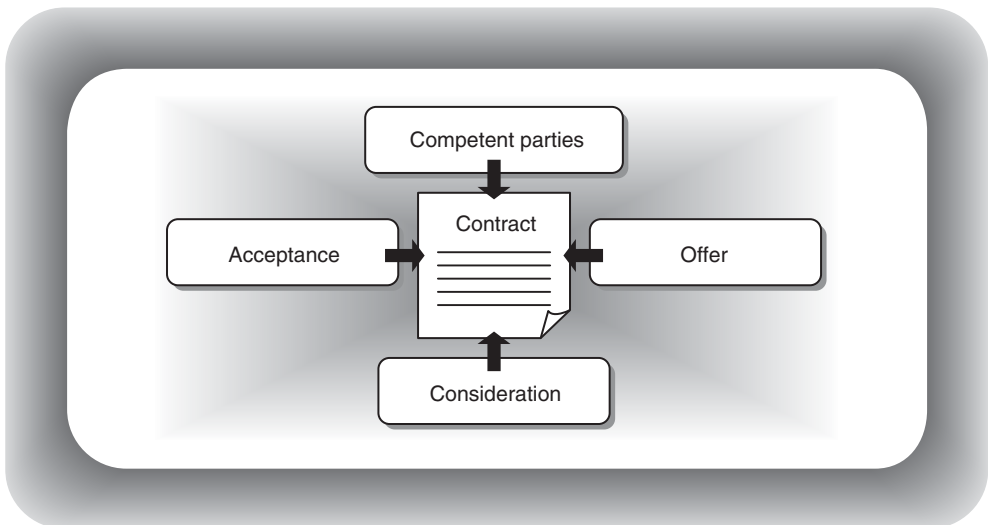 Competent parties
Contract
Acceptance
Offer
Consideration